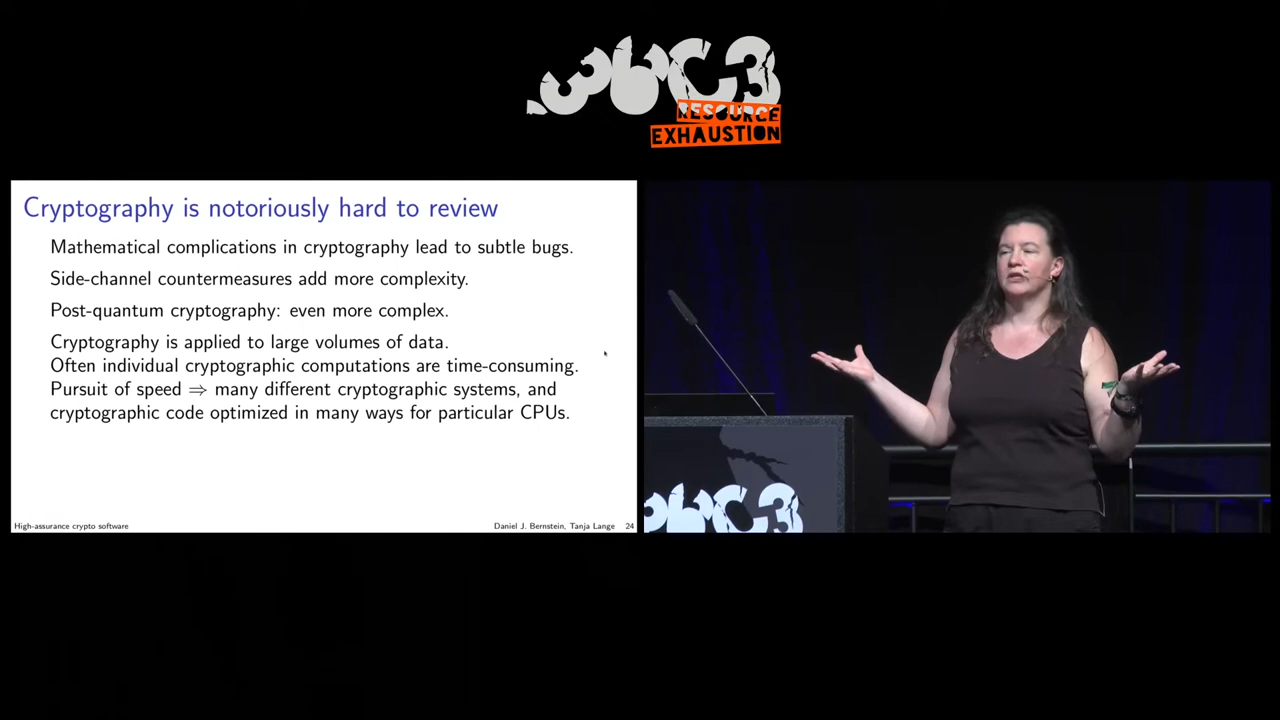 36C3
RESOURCE
EXHAUSTION
Cryptography is notoriously hard to review
Mathematical complications in cryptography lead to subtle bugs.
Side-channel countermeasures add more complexity.
Post-quantum cryptography: even more complex.
Cryptography is applied to large volumes of data.
Often individual cryptographic computations are time-consuming.
Pursuit of speed ⇒ many different cryptographic systems, and
cryptographic code optimized in many ways for particular CPUs.
High-assurance crypto software
Daniel J. Bernstein, Tanja Lange 24
36C3